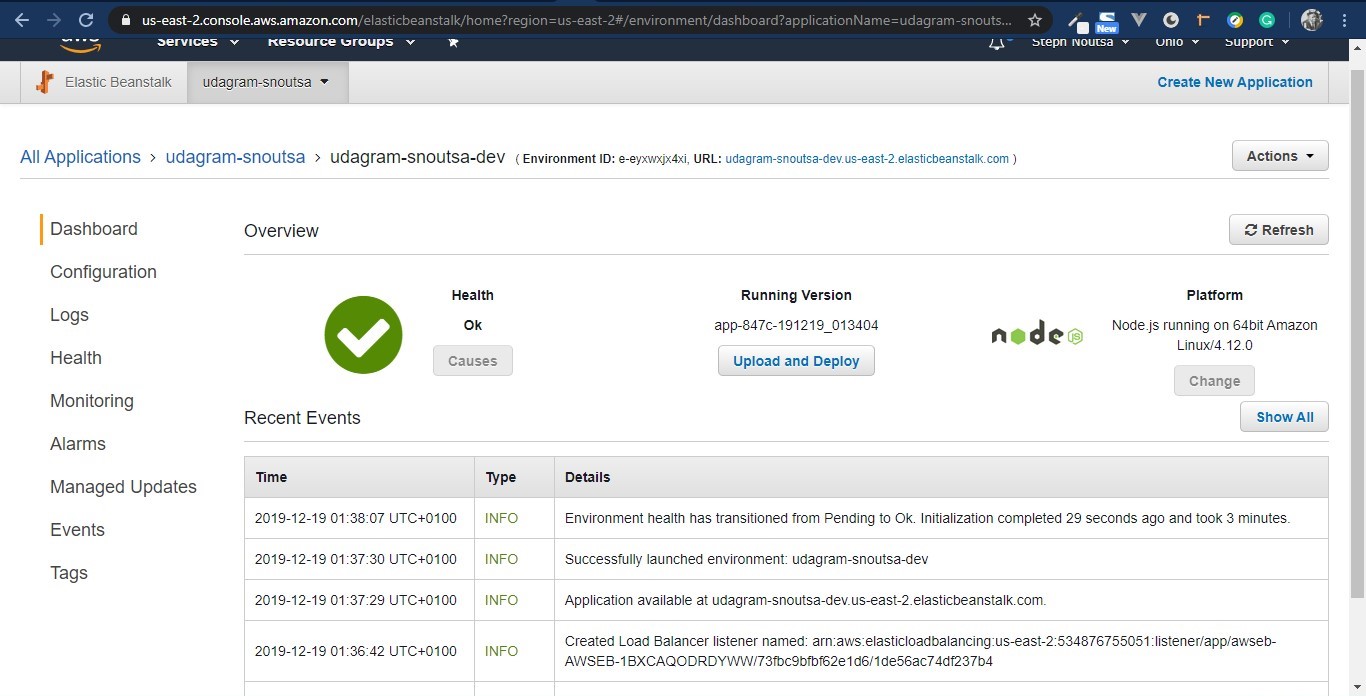 us-east-2.console.aws.amazon.com/elasticbeanstalk/home?region=us-east-2#/environment/dashboard?applicationName=udagram-snouts...
New
aws Services Resource Groups Steph Noutsa Ohio Support
Elastic Beanstalk udagram-snoutsa Create New Application
All Applications > udagram-snoutsa > udagram-snoutsa-dev ( Environment ID: e-eyxwxjx4xi, URL: udagram-snoutsa-dev.us-east-2.elasticbeanstalk.com )
Actions
Dashboard
Configuration
Logs
Health
Monitoring
Alarms
Managed Updates
Events
Tags
Overview
Refresh
Health
Ok
Causes
Running Version
app-847c-191219_013404
Upload and Deploy
node JS
Platform
Node.js running on 64bit Amazon
Linux/4.12.0
Change
Recent Events
Show All
Time Type Details
2019-12-19 01:38:07 UTC+0100 INFO Environment health has transitioned from Pending to Ok. Initialization completed 29 seconds ago and took 3 minutes.
2019-12-19 01:37:30 UTC+0100 INFO Successfully launched environment: udagram-snoutsa-dev
2019-12-19 01:37:29 UTC+0100 INFO Application available at udagram-snoutsa-dev.us-east-2.elasticbeanstalk.com.
2019-12-19 01:36:42 UTC+0100 INFO Created Load Balancer listener named: arn:aws:elasticloadbalancing:us-east-2:534876755051:listener/app/awseb-
AWSEB-1BXCAQODRDYWW/73fbc9bfbf62e1d6/1de56ac74df237b4